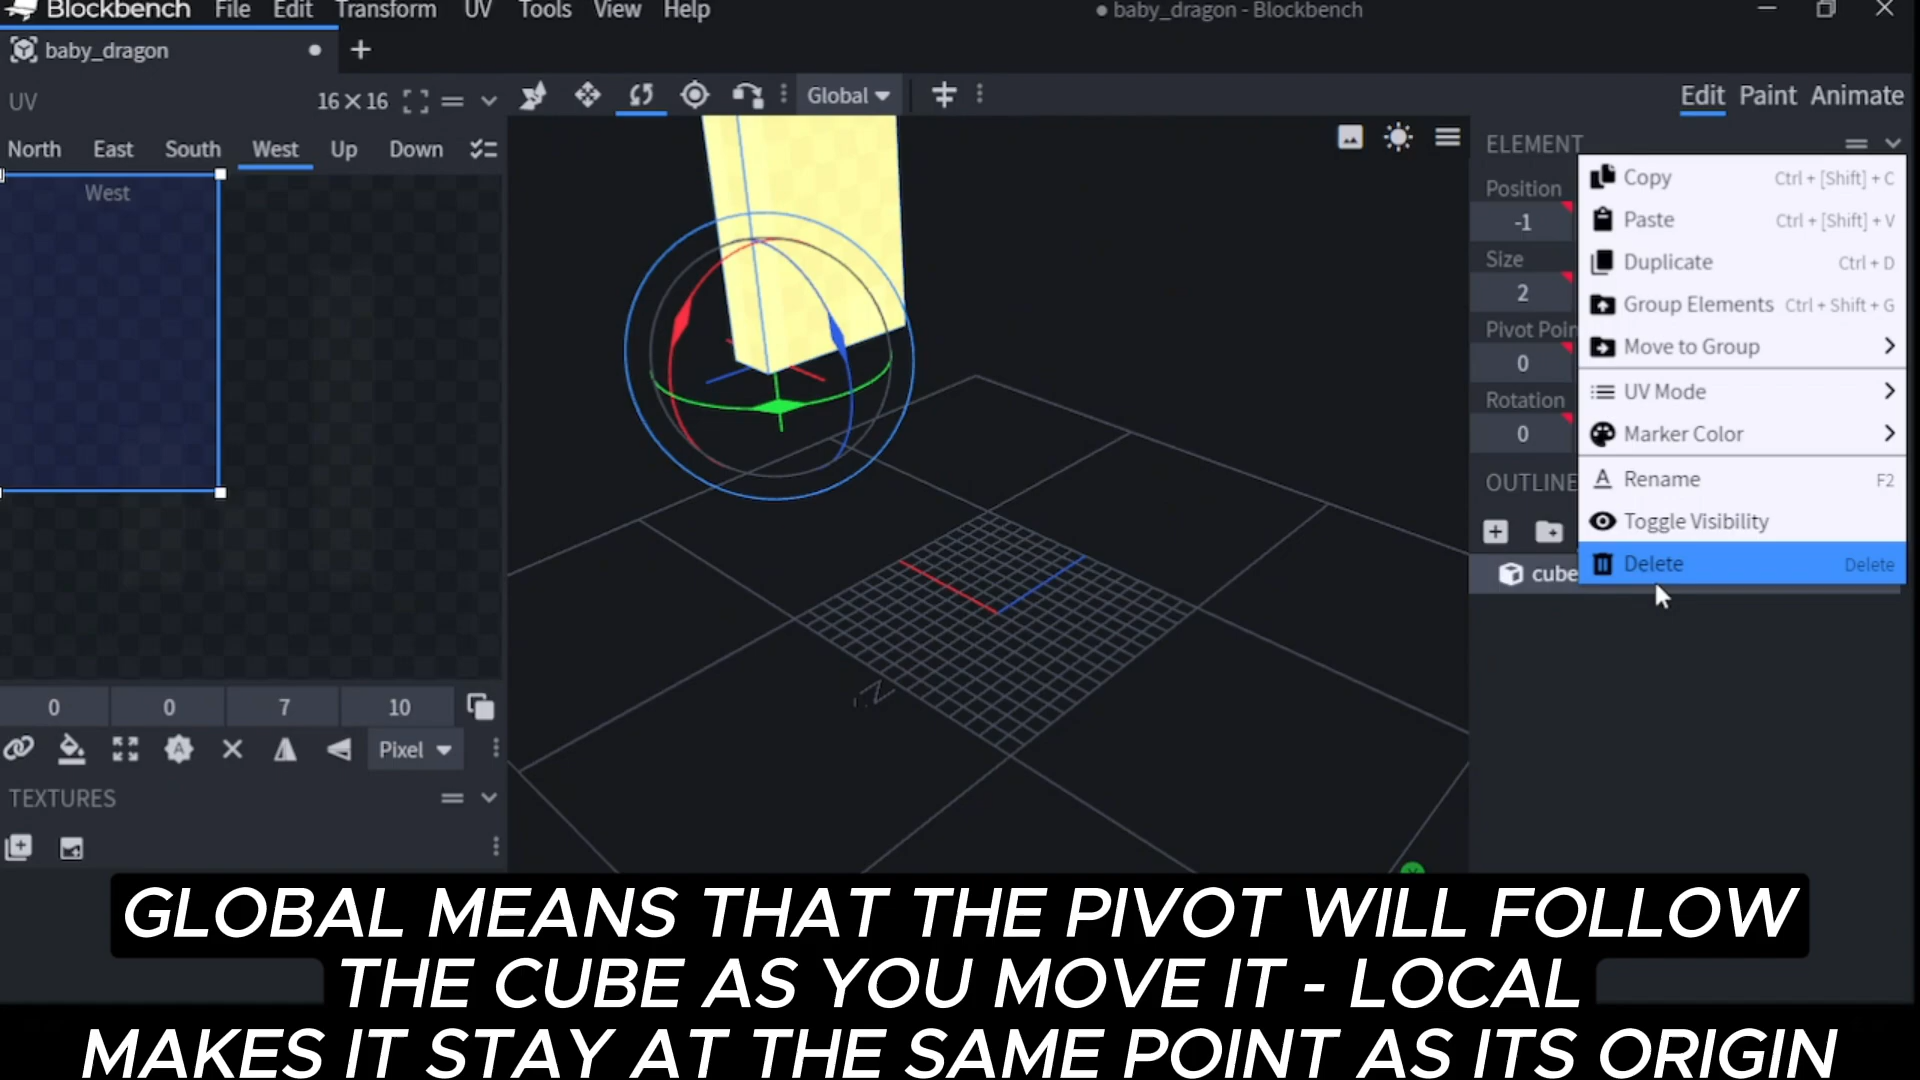 Blockbench File Edit Transform UV Tools View Help
baby_dragon - Blockbench
baby_dragon
UV 16×16
Global
Edit Paint Animate
North East South West Up Down
West
ELEMENT
Position
-1
Size
2
Pivot Poin
0
Rotation
0
OUTLINE
cube
Copy Ctrl + [Shift] + C
Paste Ctrl + [Shift] + V
Duplicate Ctrl + D
Group Elements Ctrl + Shift + G
Move to Group
UV Mode
Marker Color
Rename F2
Toggle Visibility
Delete Delete
N
0 0 7 10
Pixel
TEXTURES
GLOBAL MEANS THAT THE PIVOT WILL FOLLOW
THE CUBE AS YOU MOVE IT - LOCAL
MAKES IT STAY AT THE SAME POINT AS ITS ORIGIN